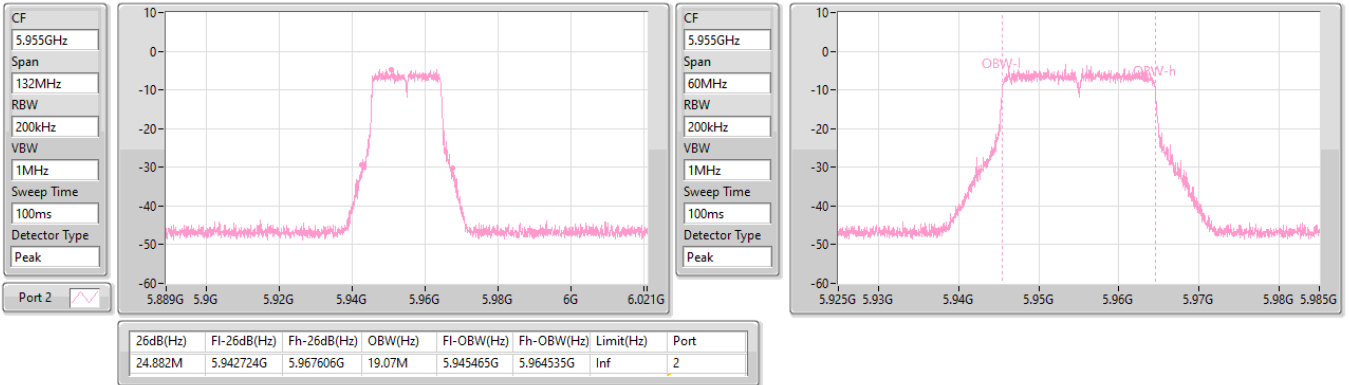 CF
5.955GHz
Span
132MHz
RBW
200kHz
VBW
1MHz
Sweep Time
100ms
Detector Type
Peak
Port 2
10
0
-10
-20
-30
-40
-50
-60
5.889G 5.9G 5.92G 5.94G 5.96G 5.98G 6G 6.021G
CF
5.955GHz
Span
60MHz
RBW
200kHz
VBW
1MHz
Sweep Time
100ms
Detector Type
Peak
10
0
-10
-20
-30
-40
-50
-60
OBW-l
OBW-h
5.925G 5.93G 5.94G 5.95G 5.96G 5.97G 5.98G 5.985G
26dB(Hz) Fl-26dB(Hz) Fh-26dB(Hz) OBW(Hz) Fl-OBW(Hz) Fh-OBW(Hz) Limit(Hz) Port
24.882M 5.942724G 5.967606G 19.07M 5.945465G 5.964535G Inf 2